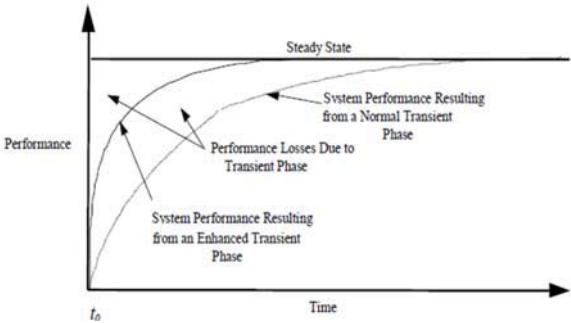 Steady State
System Performance Resulting
from a Normal Transient
Phase
Performance
Performance Losses Due to
Transient Phase
System Performance Resulting
from an Enhanced Transient
Phase
t0
Time